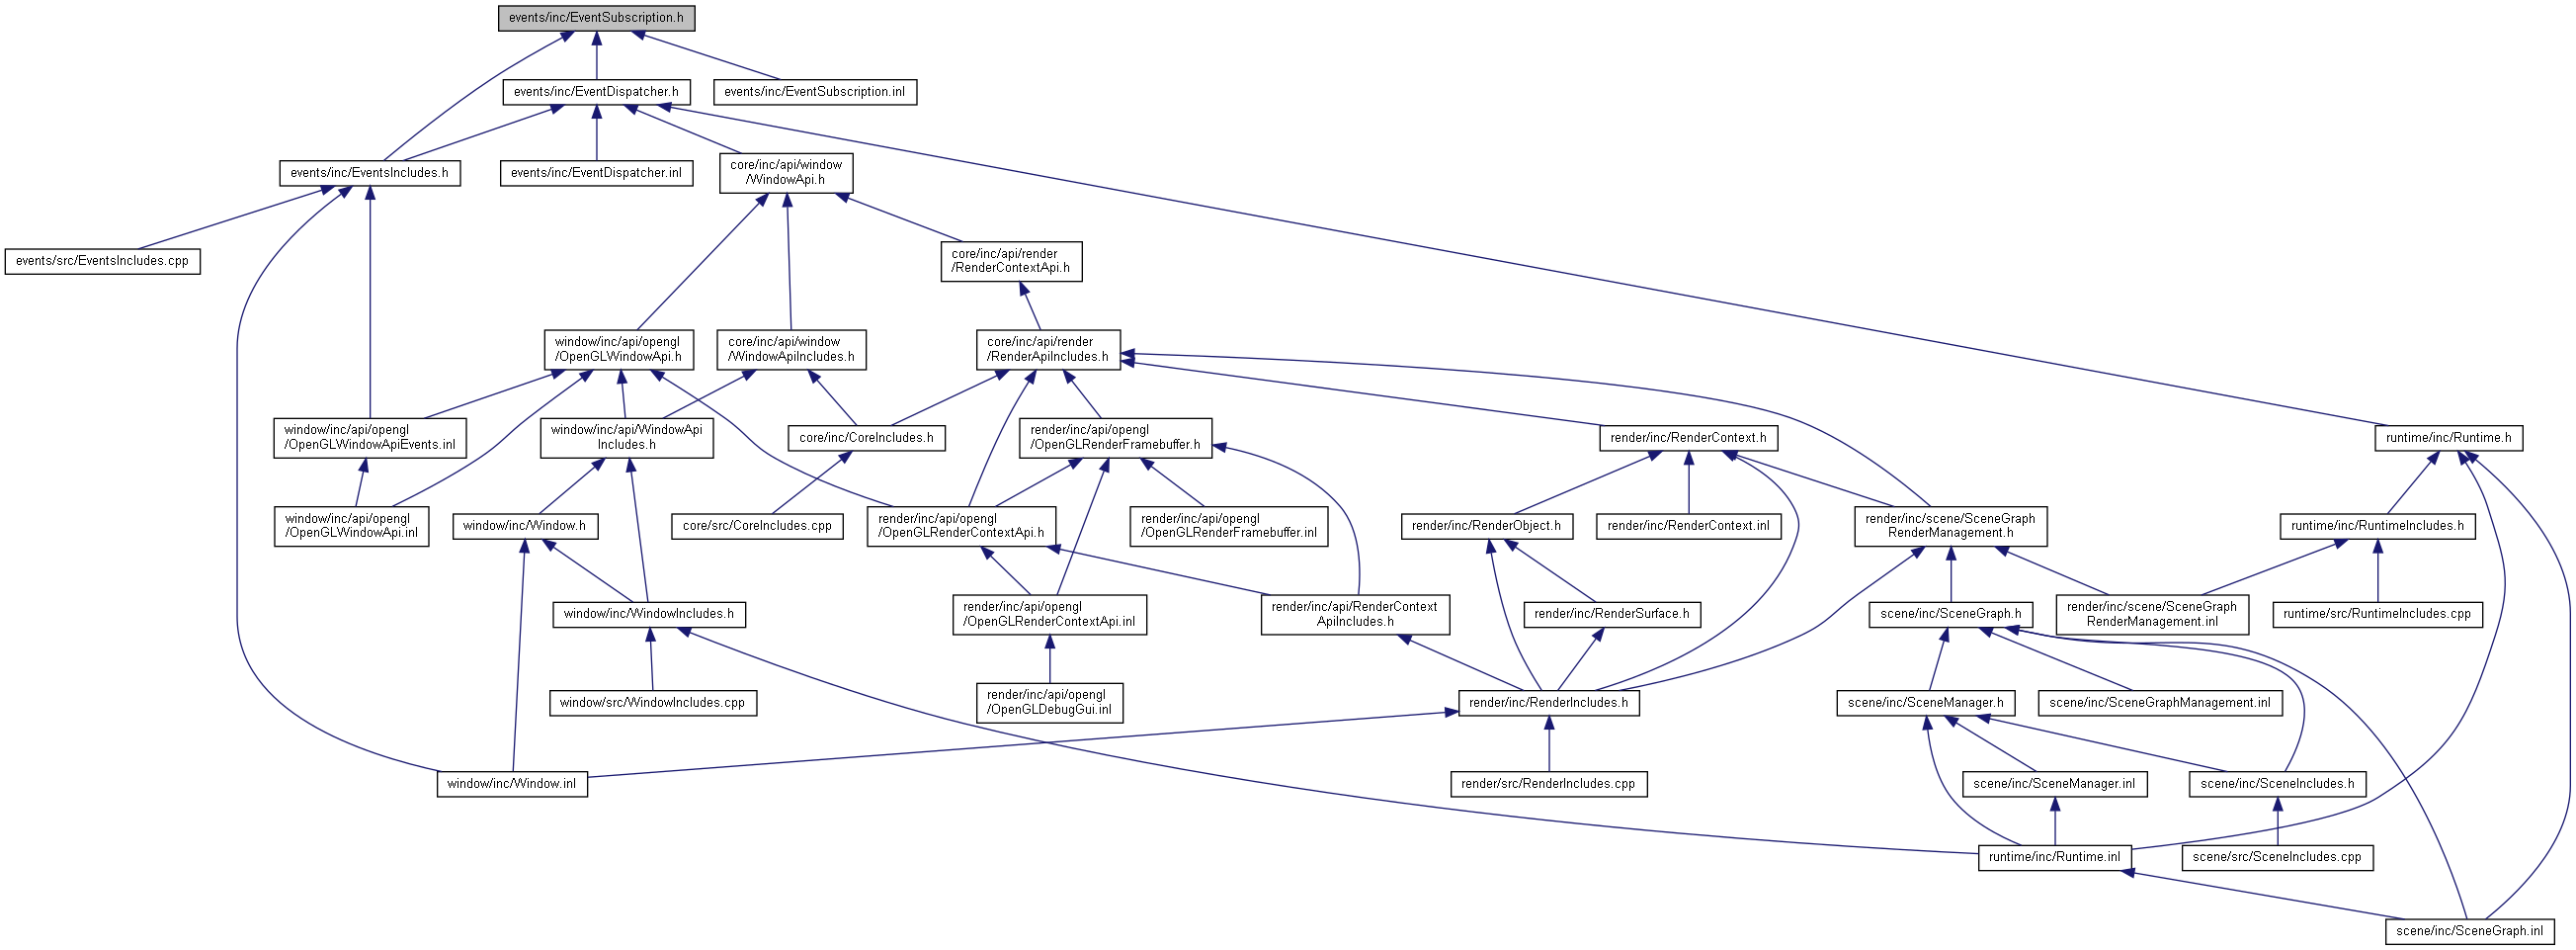 events/inc/EventSubscription.h
events/inc/EventDispatcher.h
events/inc/EventSubscription.inl
events/inc/EventsIncludes.h
events/inc/EventDispatcher.inl
core/inc/api/window
/WindowApi.h
events/src/EventsIncludes.cpp
core/inc/api/render
/RenderContextApi.h
window/inc/api/opengl
/OpenGLWindowApi.h
core/inc/api/window
/WindowApiIncludes.h
core/inc/api/render
/RenderApiIncludes.h
window/inc/api/opengl
/OpenGLWindowApiEvents.inl
window/inc/api/WindowApi
Includes.h
core/inc/CoreIncludes.h
render/inc/api/opengl
/OpenGLRenderFramebuffer.h
render/inc/RenderContext.h
runtime/inc/Runtime.h
window/inc/api/opengl
/OpenGLWindowApi.inl
window/inc/Window.h
core/src/CoreIncludes.cpp
render/inc/api/opengl
/OpenGLRenderContextApi.h
render/inc/api/opengl
/OpenGLRenderFramebuffer.inl
render/inc/RenderObject.h
render/inc/RenderContext.inl
render/inc/scene/SceneGraph
RenderManagement.h
runtime/inc/RuntimeIncludes.h
window/inc/WindowIncludes.h
render/inc/api/opengl
/OpenGLRenderContextApi.inl
render/inc/api/RenderContext
ApiIncludes.h
render/inc/RenderSurface.h
scene/inc/SceneGraph.h
render/inc/scene/SceneGraph
RenderManagement.inl
runtime/src/RuntimeIncludes.cpp
window/src/WindowIncludes.cpp
render/inc/api/opengl
/OpenGLDebugGui.inl
render/inc/RenderIncludes.h
scene/inc/SceneManager.h
scene/inc/SceneGraphManagement.inl
window/inc/Window.inl
render/src/RenderIncludes.cpp
scene/inc/SceneManager.inl
scene/inc/SceneIncludes.h
runtime/inc/Runtime.inl
scene/src/SceneIncludes.cpp
scene/inc/SceneGraph.inl